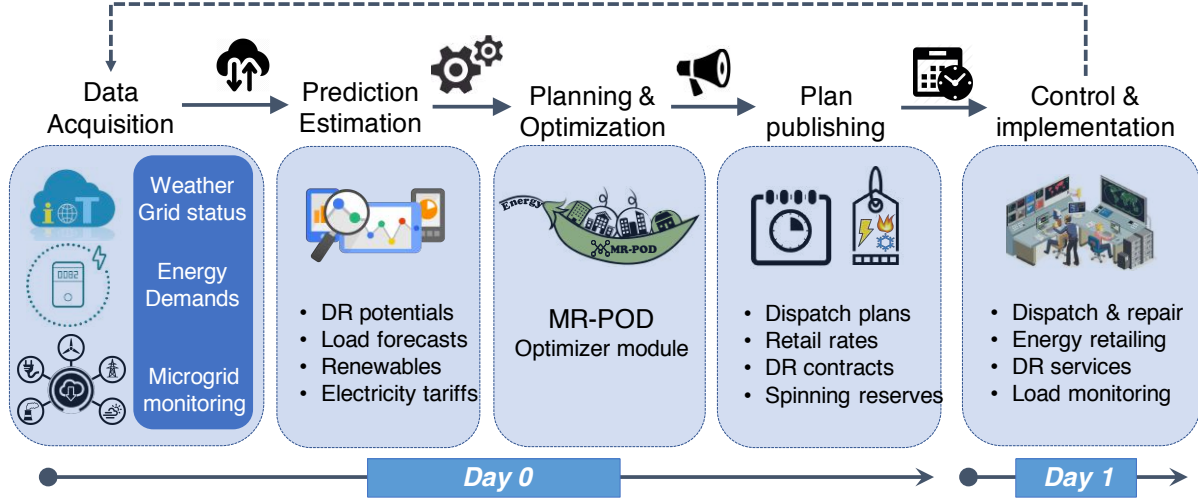 Data
Acquisition
Prediction
Estimation
Planning &
Optimization
Plan
publishing
Control &
implementation
iOT
Weather
Grid status
0082
Energy
Demands
Microgrid
monitoring
• DR potentials
• Load forecasts
• Renewables
• Electricity tariffs
Energy
MR-POD
MR-POD
Optimizer module
• Dispatch plans
• Retail rates
• DR contracts
• Spinning reserves
• Dispatch & repair
• Energy retailing
• DR services
• Load monitoring
Day 0
Day 1